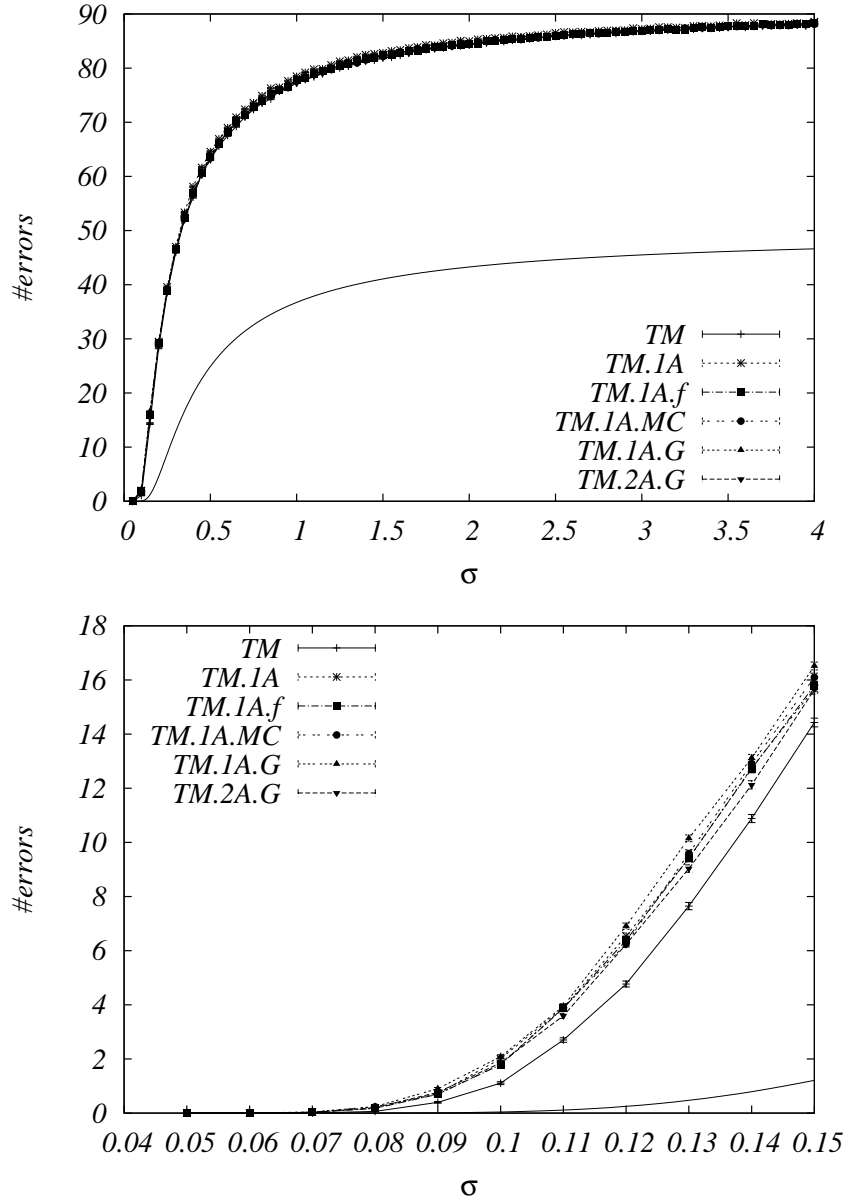 90
80
70
60
50
40
30
20
10
0
#errors
TM
TM.1A
TM.1A.f
TM.1A.MC
TM.1A.G
TM.2A.G
0 0.5 1 1.5 2 2.5 3 3.5 4
σ
18
16
14
12
10
8
6
4
2
0
#errors
TM
TM.1A
TM.1A.f
TM.1A.MC
TM.1A.G
TM.2A.G
0.04 0.05 0.06 0.07 0.08 0.09 0.1 0.11 0.12 0.13 0.14 0.15
σ